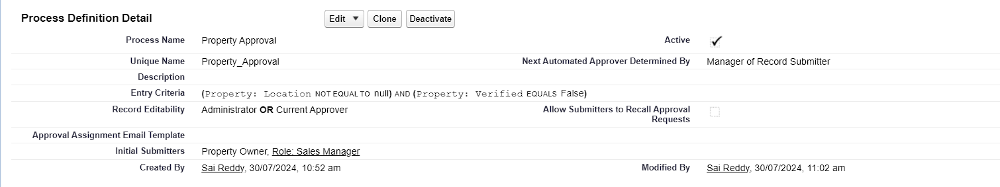 Process Definition Detail Edit Clone Deactivate
Process Name Property Approval Active
Unique Name Property_Approval Next Automated Approver Determined By Manager of Record Submitter
Description
Entry Criteria (Property: Location NOT EQUAL TO null) AND (Property: Verified EQUALS False)
Record Editability Administrator OR Current Approver Allow Submitters to Recall Approval
Requests
Approval Assignment Email Template
Initial Submitters Property Owner, Role: Sales Manager
Created By Sai Reddy, 30/07/2024, 10:52 am Modified By Sai Reddy, 30/07/2024, 11:02 am